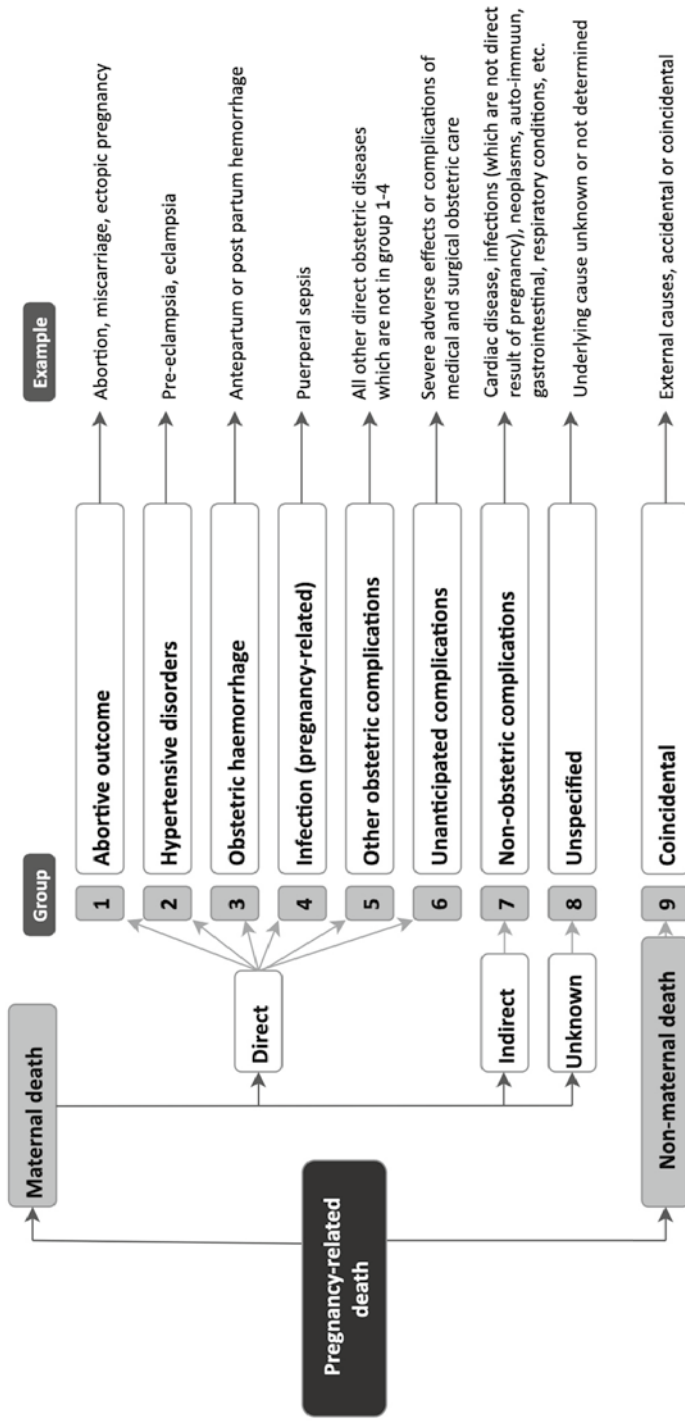 Group
Example
Pregnancy-related
death
Maternal death
Direct
1
Abortive outcome
Abortion, miscarriage, ectopic pregnancy
2
Hypertensive disorders
Pre-eclampsia, eclampsia
3
Obstetric haemorrhage
Antepartum or post partum hemorrhage
4
Infection (pregnancy-related)
Puerperal sepsis
5
Other obstetric complications
All other direct obstetric diseases
which are not in group 1-4
6
Unanticipated complications
Severe adverse effects or complications of
medical and surgical obstetric care
Indirect
7
Non-obstetric complications
Cardiac disease, infections (which are not direct
result of pregnancy), neoplasms, auto-immuun,
gastrointestinal, respiratory conditions, etc.
Unknown
8
Unspecified
Underlying cause unknown or not determined
Non-maternal death
9
Coincidental
External causes, accidental or coincidental